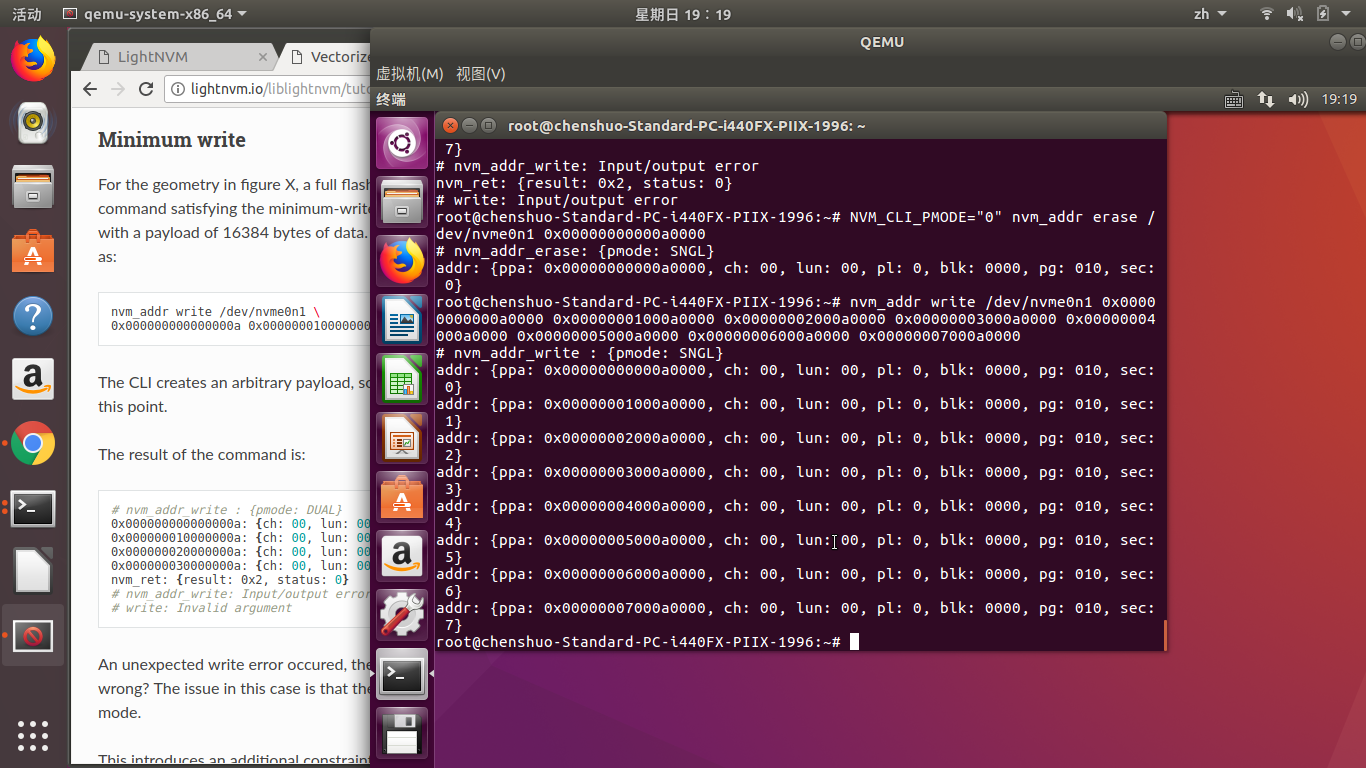 活动 qemu-system-x86_64 星期日 19：19 zh
LightNVM
lightnvm.io/liblightnvm/tuto
Minimum write
For the geometry in figure X, a full flash
command satisfying the minimum-write
with a payload of 16384 bytes of data.
as:
nvm_addr write /dev/nvme0n1 \
0x000000000000000a 0x000000010000000
The CLI creates an arbitrary payload, so
this point.
The result of the command is:
# nvm_addr_write : {pmode: DUAL}
0x000000000000000a: {ch: 00, lun: 00
0x000000010000000a: {ch: 00, lun: 00
0x000000020000000a: {ch: 00, lun: 00
0x000000030000000a: {ch: 00, lun: 00
nvm_ret: {result: 0x2, status: 0}
# nvm_addr_write: Input/output error
# write: Invalid argument
An unexpected write error occured, the
wrong? The issue in this case is that the
mode.
This introduces an additional constraint
QEMU
虚拟机(M) 视图(V)
终端 19:19
root@chenshuo-Standard-PC-i440FX-PIIX-1996: ~
7}
# nvm_addr_write: Input/output error
nvm_ret: {result: 0x2, status: 0}
# write: Input/output error
root@chenshuo-Standard-PC-i440FX-PIIX-1996:~# NVM_CLI_PMODE="0" nvm_addr erase /
dev/nvme0n1 0x00000000000a0000
# nvm_addr_erase: {pmode: SNGL}
addr: {ppa: 0x00000000000a0000, ch: 00, lun: 00, pl: 0, blk: 0000, pg: 010, sec:
0}
root@chenshuo-Standard-PC-i440FX-PIIX-1996:~# nvm_addr write /dev/nvme0n1 0x0000
0000000a0000 0x00000001000a0000 0x00000002000a0000 0x00000003000a0000 0x00000004
000a0000 0x00000005000a0000 0x00000006000a0000 0x00000007000a0000
# nvm_addr_write : {pmode: SNGL}
addr: {ppa: 0x00000000000a0000, ch: 00, lun: 00, pl: 0, blk: 0000, pg: 010, sec:
0}
addr: {ppa: 0x00000001000a0000, ch: 00, lun: 00, pl: 0, blk: 0000, pg: 010, sec:
1}
addr: {ppa: 0x00000002000a0000, ch: 00, lun: 00, pl: 0, blk: 0000, pg: 010, sec:
2}
addr: {ppa: 0x00000003000a0000, ch: 00, lun: 00, pl: 0, blk: 0000, pg: 010, sec:
3}
addr: {ppa: 0x00000004000a0000, ch: 00, lun: 00, pl: 0, blk: 0000, pg: 010, sec:
4}
addr: {ppa: 0x00000005000a0000, ch: 00, lun: 00, pl: 0, blk: 0000, pg: 010, sec:
5}
addr: {ppa: 0x00000006000a0000, ch: 00, lun: 00, pl: 0, blk: 0000, pg: 010, sec:
6}
addr: {ppa: 0x00000007000a0000, ch: 00, lun: 00, pl: 0, blk: 0000, pg: 010, sec:
7}
root@chenshuo-Standard-PC-i440FX-PIIX-1996:~#